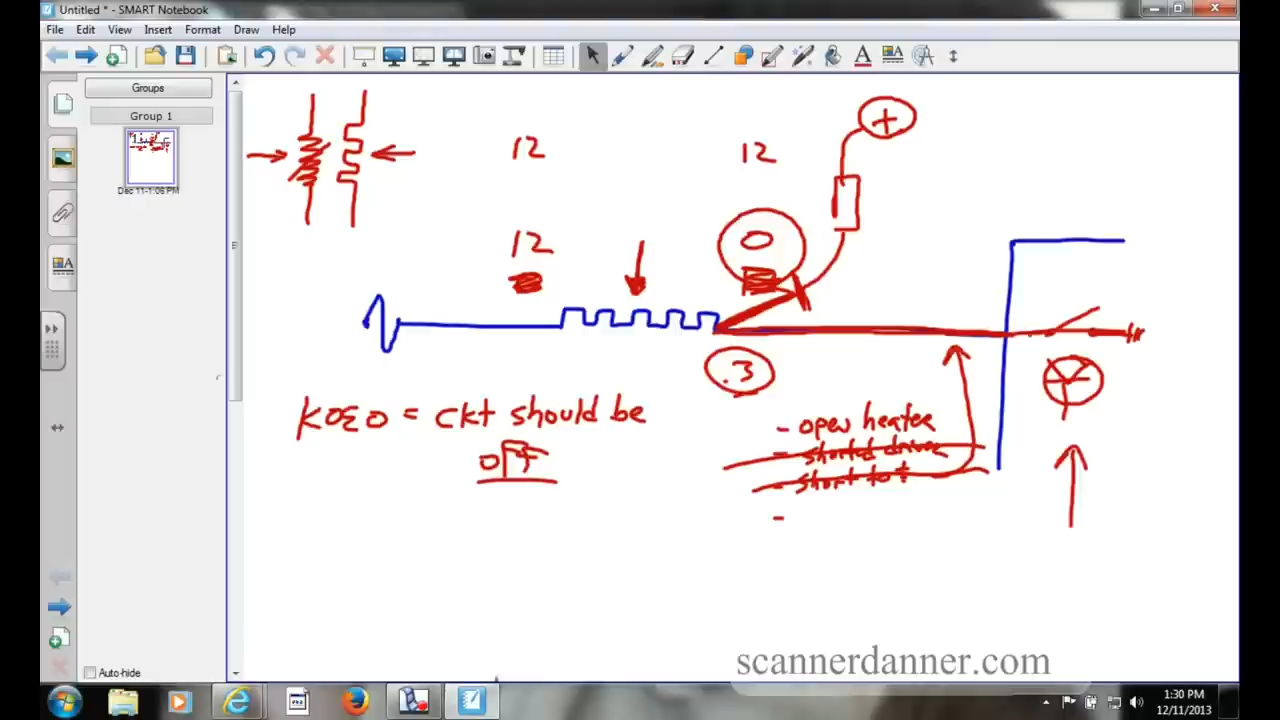 Untitled * - SMART Notebook
File Edit View Insert Format Draw Help
Groups
Group 1
Dec 11-1:06 PM
12 12
+
12 0
.3
KOEO = ckt should be
OFF
- open heater
- shorted driver
- short to
-
Auto-hide
scannerdanner.com
1:30 PM
12/11/2013